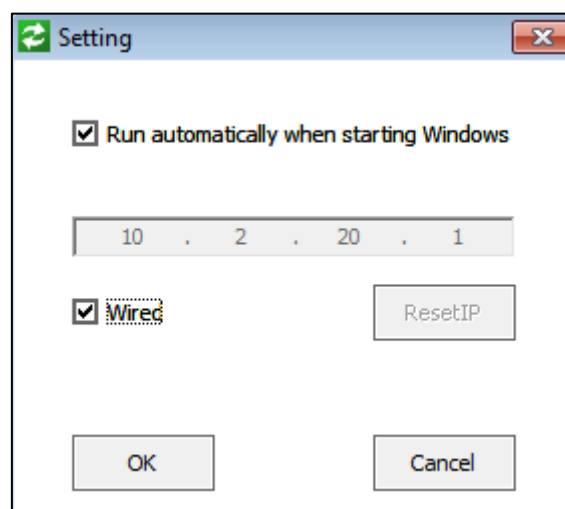 Setting
Run automatically when starting Windows
10 . 2 . 20 . 1
Wired
ResetIP
OK
Cancel